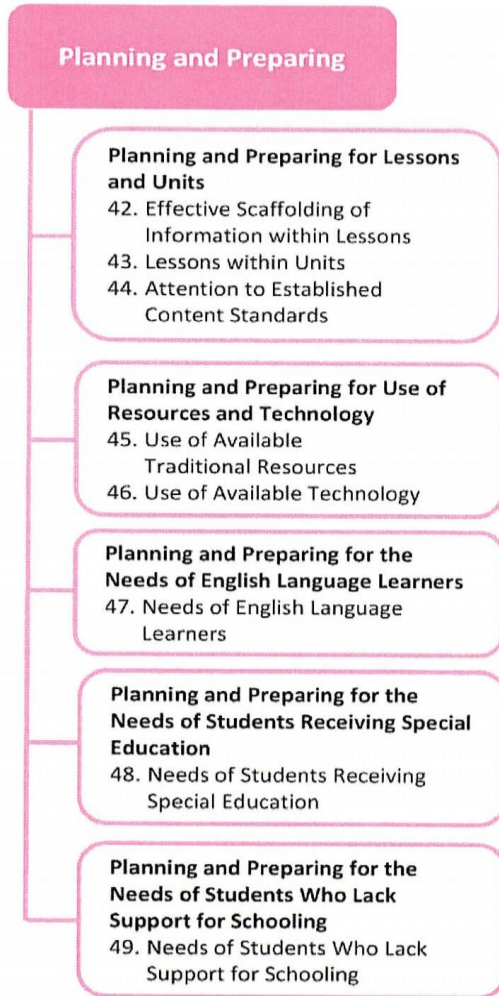 Planning and Preparing
Planning and Preparing for Lessons
and Units
42. Effective Scaffolding of
Information within Lessons
43. Lessons within Units
44. Attention to Established
Content Standards
Planning and Preparing for Use of
Resources and Technology
45. Use of Available
Traditional Resources
46. Use of Available Technology
Planning and Preparing for the
Needs of English Language Learners
47. Needs of English Language
Learners
Planning and Preparing for the
Needs of Students Receiving Special
Education
48. Needs of Students Receiving
Special Education
Planning and Preparing for the
Needs of Students Who Lack
Support for Schooling
49. Needs of Students Who Lack
Support for Schooling